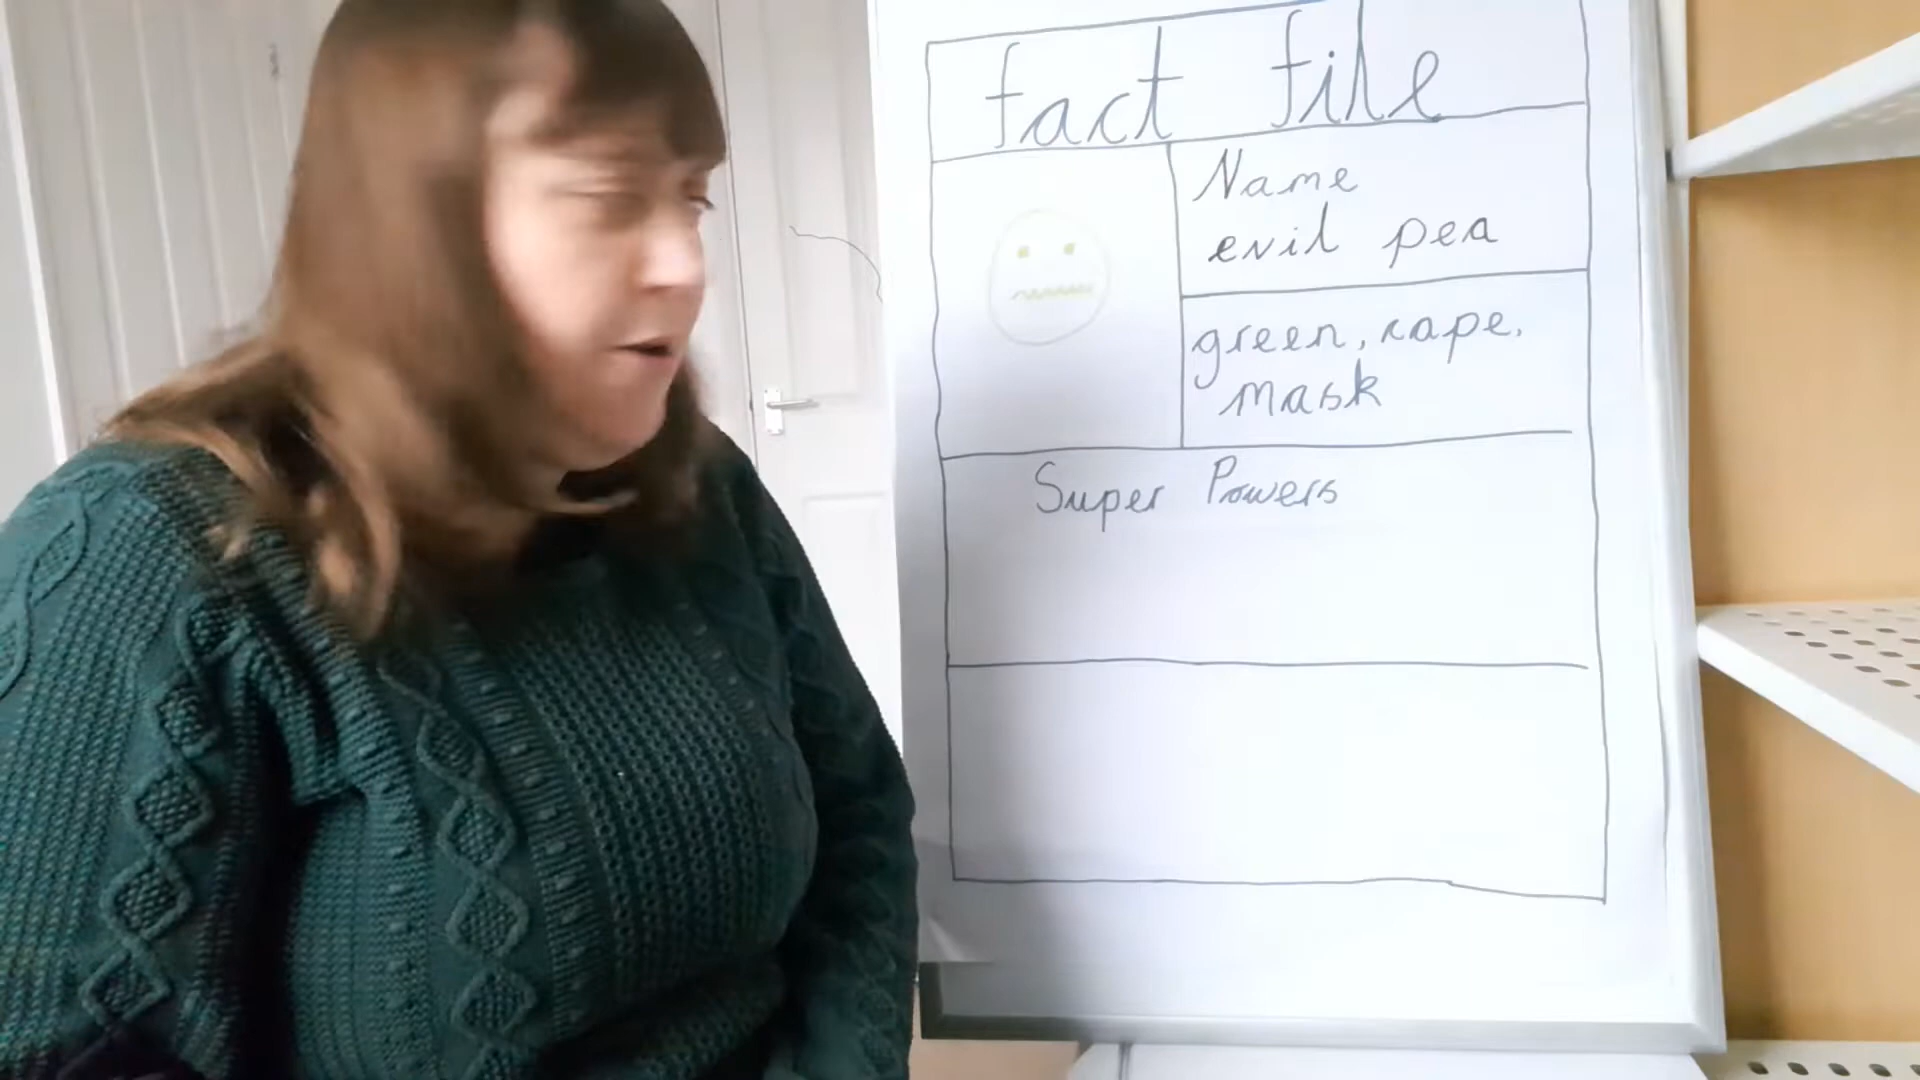 fact file
Name
evil pea
green, cape,
mask
Super Powers